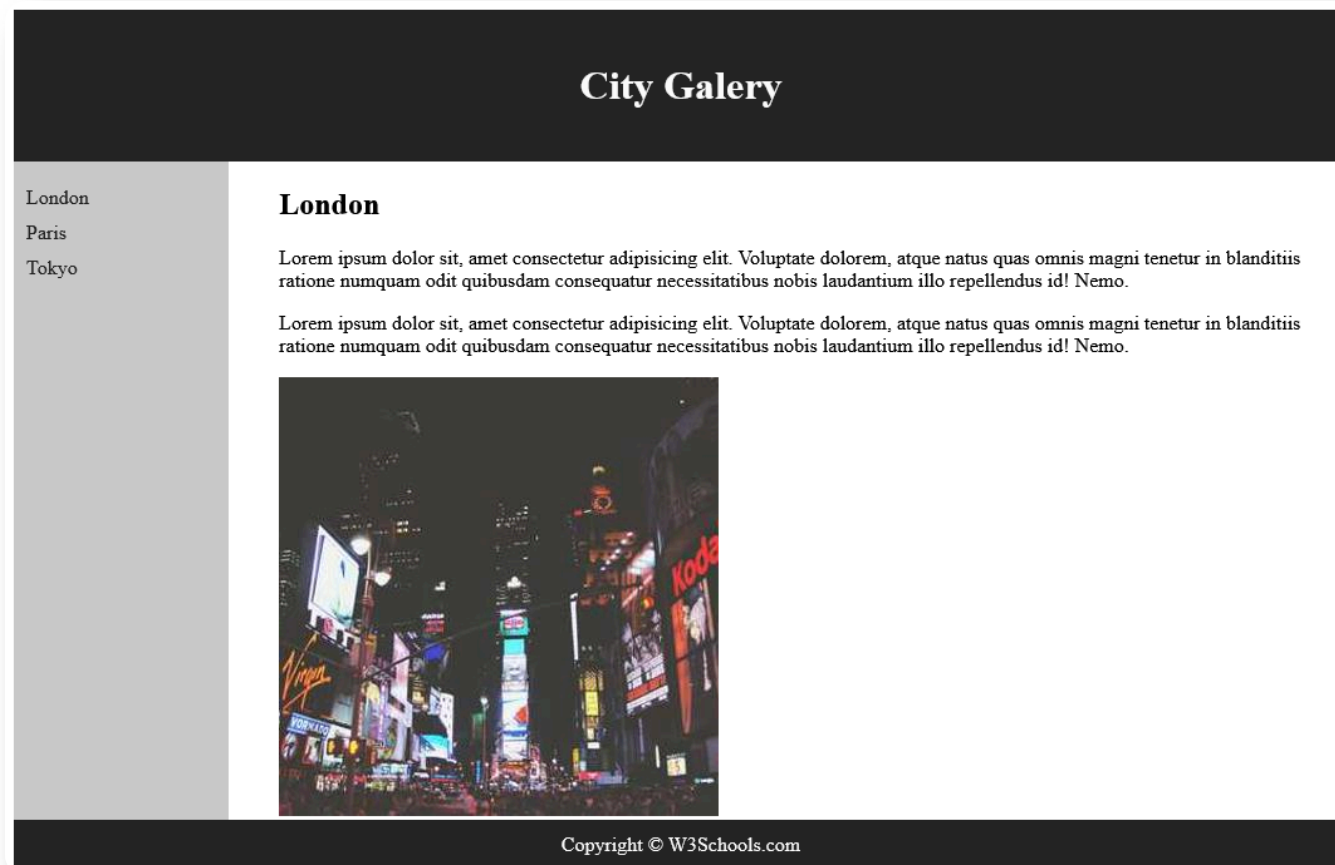 City Galery
London
Paris
Tokyo
London
Lorem ipsum dolor sit, amet consectetur adipisicing elit. Voluptate dolorem, atque natus quas omnis magni tenetur in blanditiis
ratione numquam odit quibusdam consequatur necessitatibus nobis laudantium illo repellendus id! Nemo.
Lorem ipsum dolor sit, amet consectetur adipisicing elit. Voluptate dolorem, atque natus quas omnis magni tenetur in blanditiis
ratione numquam odit quibusdam consequatur necessitatibus nobis laudantium illo repellendus id! Nemo.
Koda
Virgin
VORNADO
Copyright © W3Schools.com